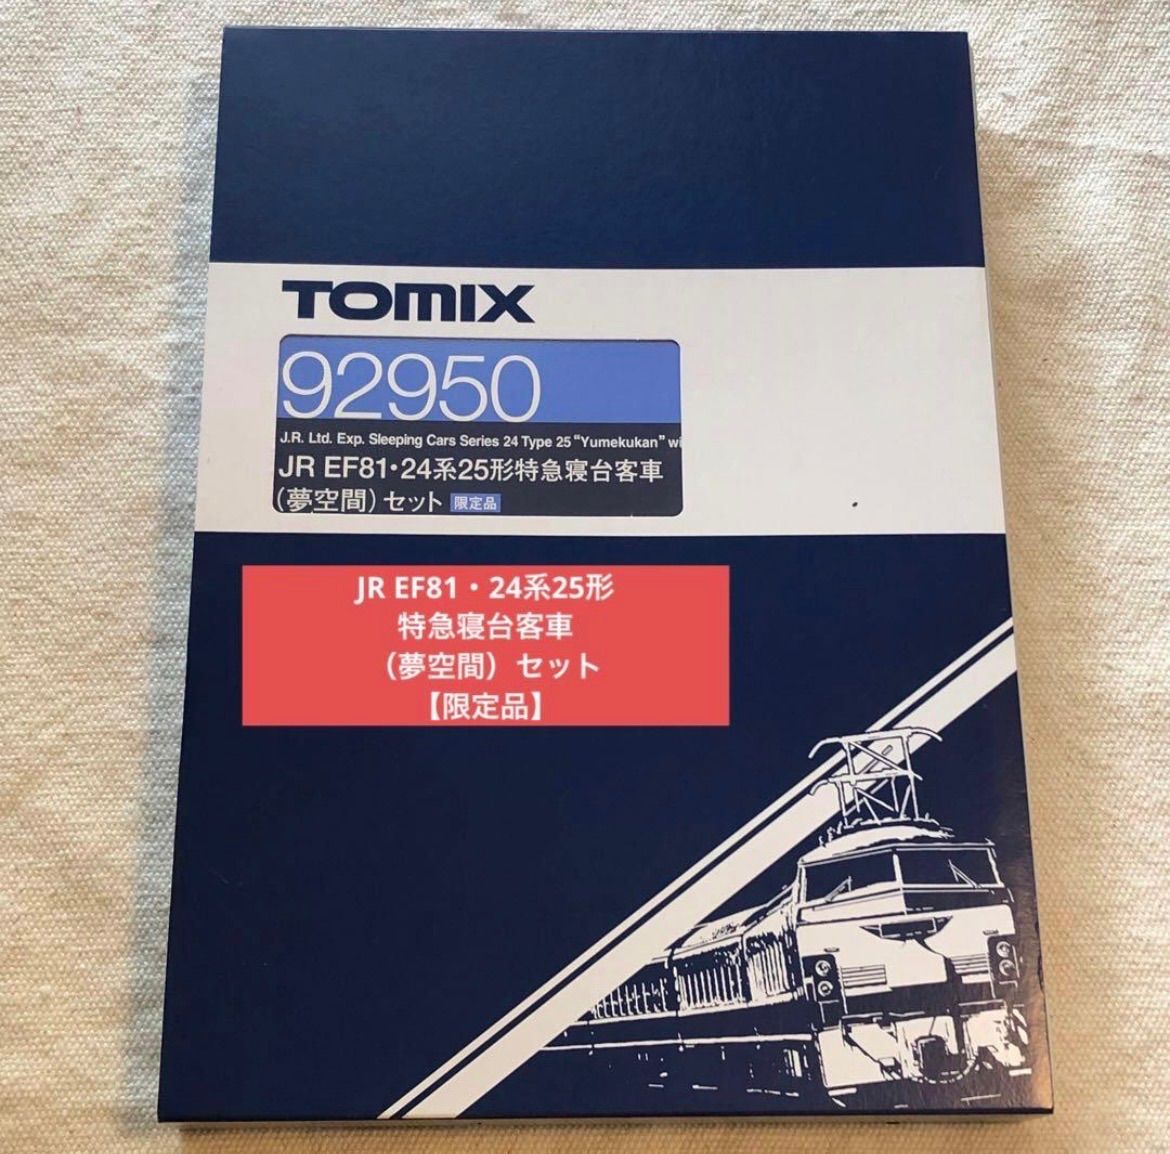 TOMIX
92950
J.R. Ltd. Exp. Sleeping Cars Series 24 Type 25 "Yumekukan" wi
JR EF81・24系25形特急寝台客車
(夢空間)セット 限定品
JR EF81・24系25形
特急寝台客車
（夢空間）セット
【限定品】